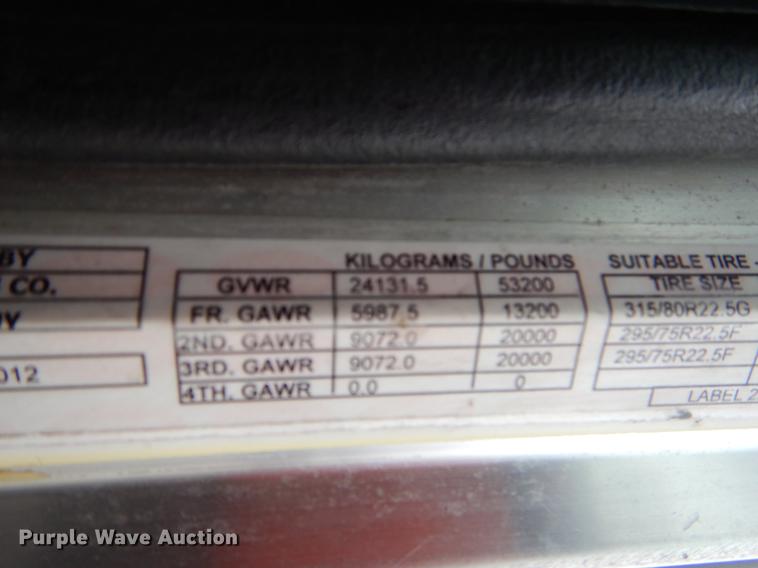 BY
KILOGRAMS / POUNDS SUITABLE TIRE -
CO. GVWR 24131.5 53200 TIRE SIZE
FR. GAWR 5987.5 13200 315/80R22.5G
2ND. GAWR 9072.0 20000 295/75R22.5F
012 3RD. GAWR 9072.0 20000 295/75R22.5F
4TH. GAWR 0.0 0
LABEL 2
Purple Wave Auction